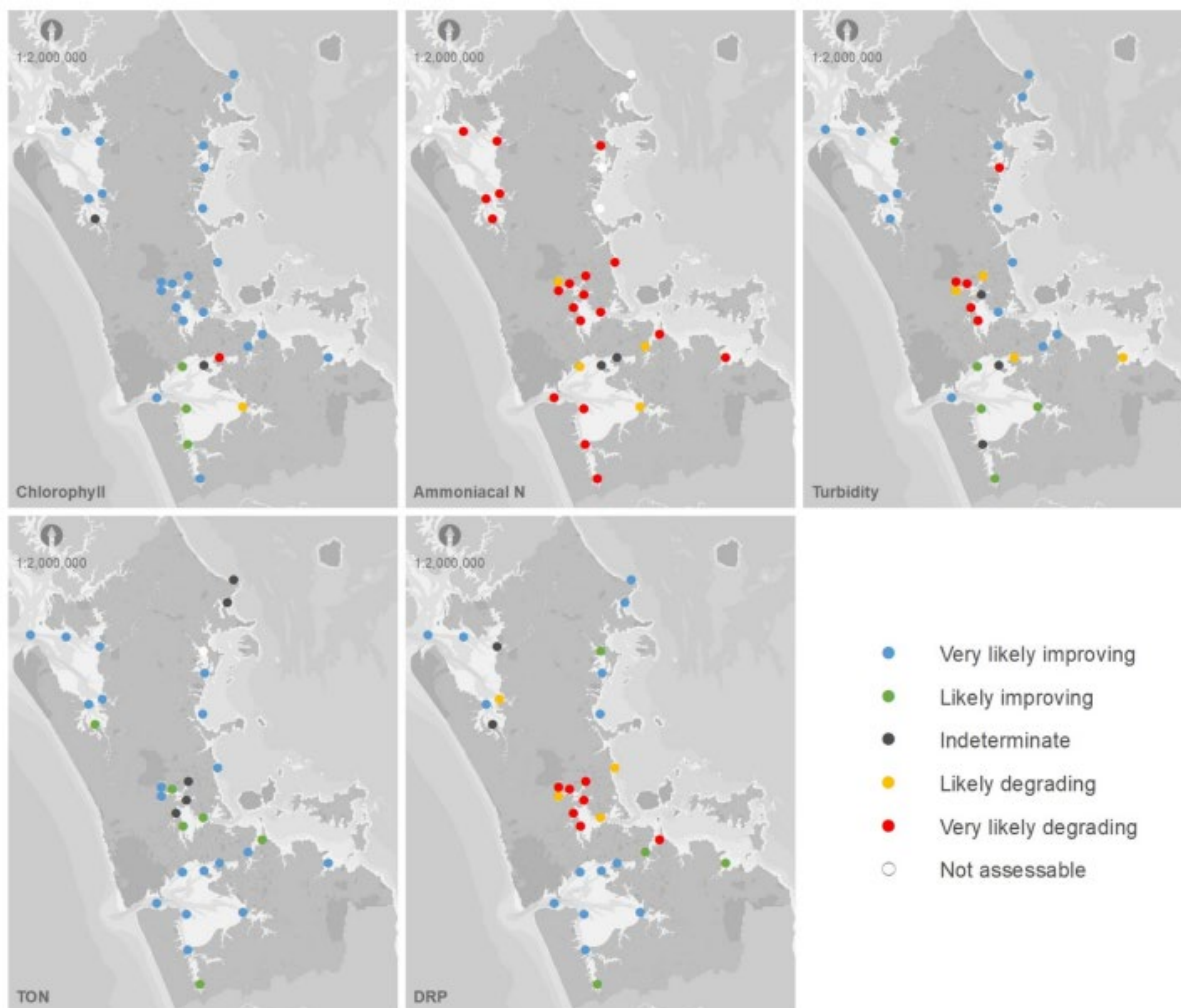 1:2,000,000
1:2,000,000
1:2,000,000
Chlorophyll
Ammoniacal N
Turbidity
1:2,000,000
1:2,000,000
TON
DRP
Very likely improving
Likely improving
Indeterminate
Likely degrading
Very likely degrading
Not assessable